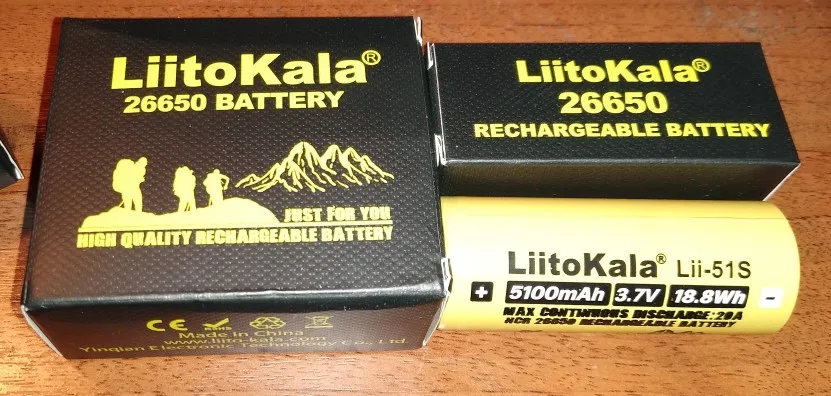 LiitoKala®
26650 BATTERY
JUST FOR YOU
HIGH QUALITY RECHARGEABLE BATTERY
CE RoHS
Made in China
www.liito-kala.com
Yinqian Electronic Technology Co., Ltd
LiitoKala®
26650
RECHARGEABLE BATTERY
LiitoKala® Lii-51S
+ 5100mAh 3.7V 18.8Wh -
MAX CONTINUOUS DISCHARGE:20A
NCR 26650 RECHARGEABLE BATTERY